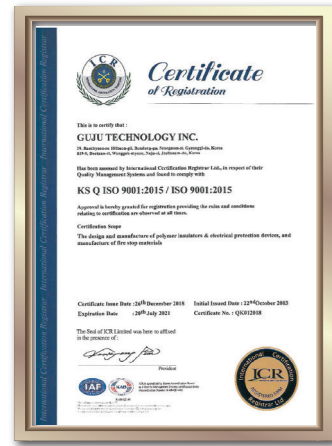 ICR
Certificate
of Registration
This is to certify that :
GUJU TECHNOLOGY INC.
Has been assessed by International Certification Registrar Ltd., in respect of their
Quality Management Systems and found to comply with
KS Q ISO 9001:2015 / ISO 9001:2015
Approval is hereby granted for registration providing the rules and conditions
relating to certification are observed at all times.
Certification Scope
The design and manufacture of polymer insulators & electrical protection devices, and
manufacture of fire stop materials
Certificate Issue Date :26th December 2018 Initial Issued Date : 22nd October 2003
Expiration Date : 20th July 2021 Certificate No. : QK012018
The Seal of ICR Limited was here to affixed
in the presence of :
President
IAF
KAB
International Certification
ICR
Registrar Ltd
International Certification Registrar · International Certification Registrar · International Certification Registrar